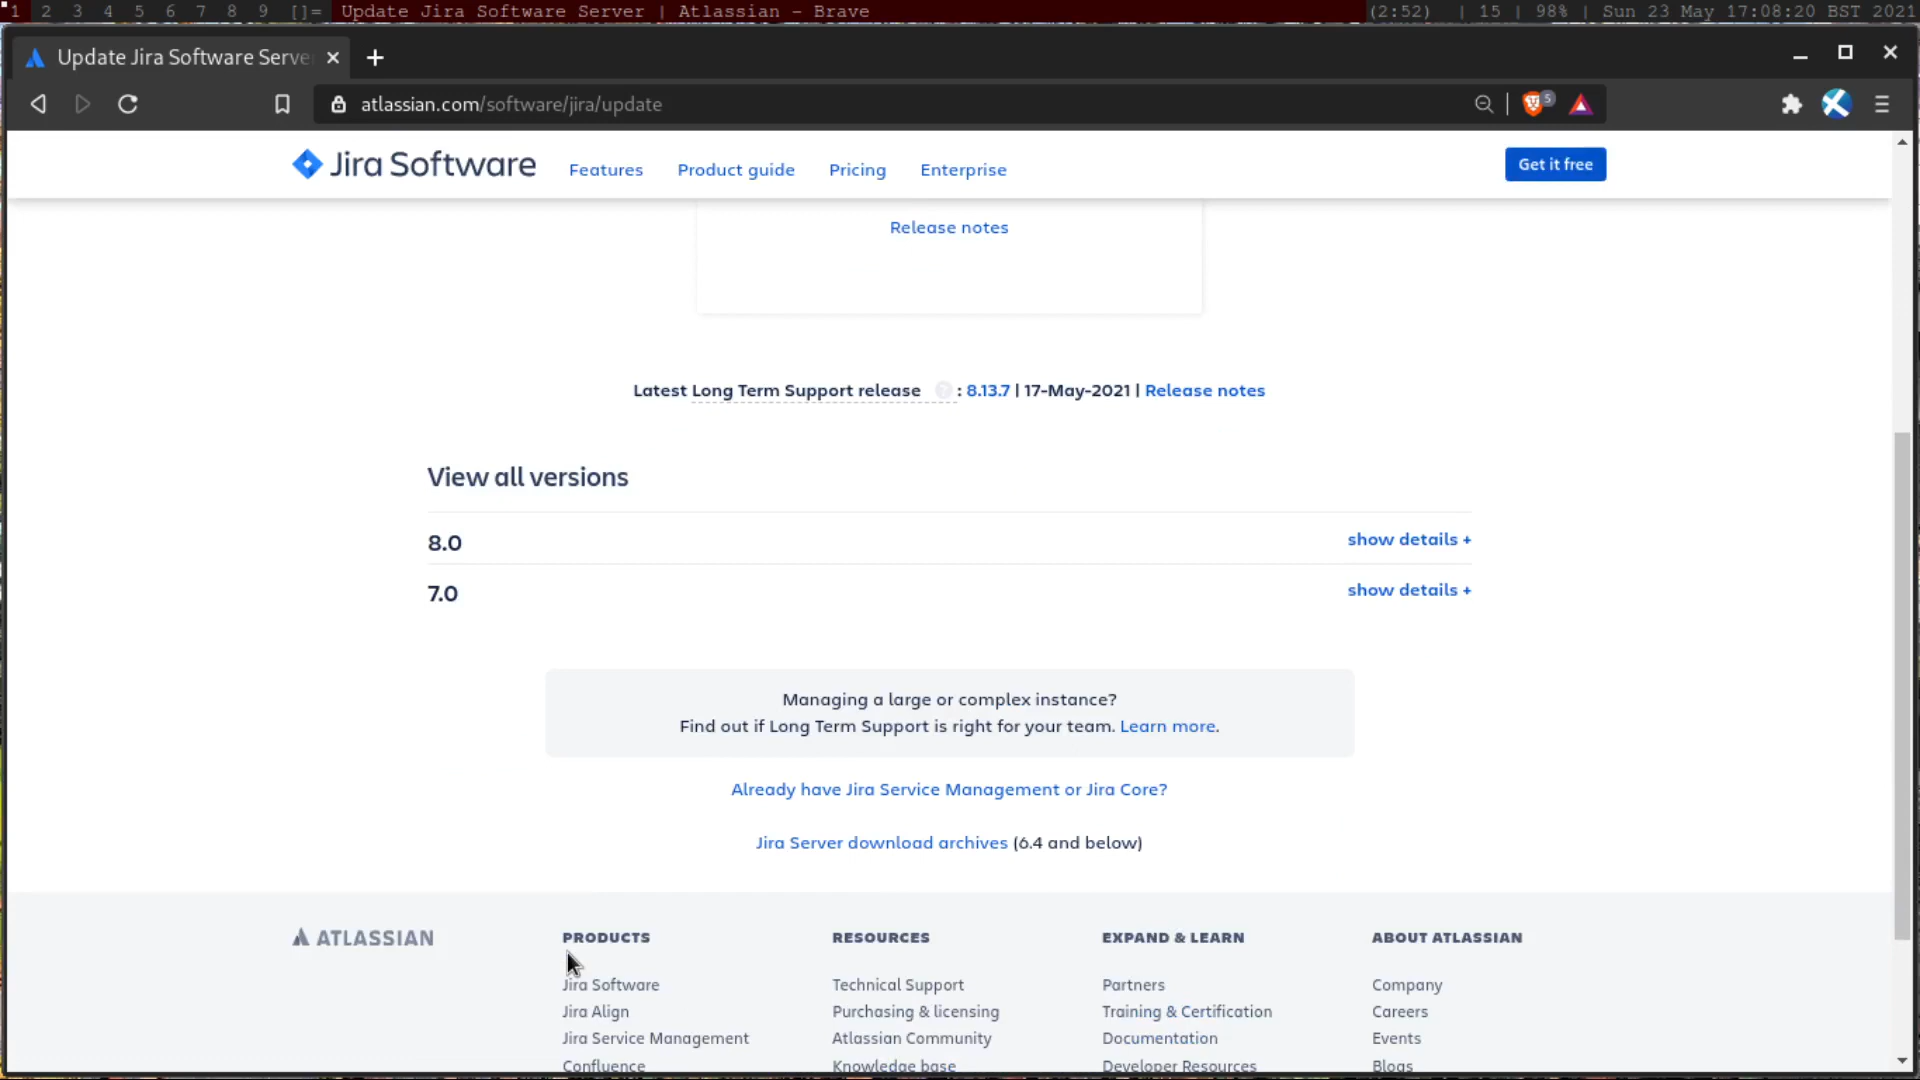 1 2 3 4 5 6 7 8 9 []= Update Jira Software Server | Atlassian - Brave (2:52) | 15 | 98% | Sun 23 May 17:08:20 BST 2021
Update Jira Software Serve
atlassian.com/software/jira/update
5
Jira Software Features Product guide Pricing Enterprise Get it free
Release notes
Latest Long Term Support release ? : 8.13.7 | 17-May-2021 | Release notes
View all versions
8.0 show details +
7.0 show details +
Managing a large or complex instance?
Find out if Long Term Support is right for your team. Learn more.
Already have Jira Service Management or Jira Core?
Jira Server download archives (6.4 and below)
ATLASSIAN PRODUCTS RESOURCES EXPAND & LEARN ABOUT ATLASSIAN
Jira Software Technical Support Partners Company
Jira Align Purchasing & licensing Training & Certification Careers
Jira Service Management Atlassian Community Documentation Events
Confluence Knowledge base Developer Resources Blogs